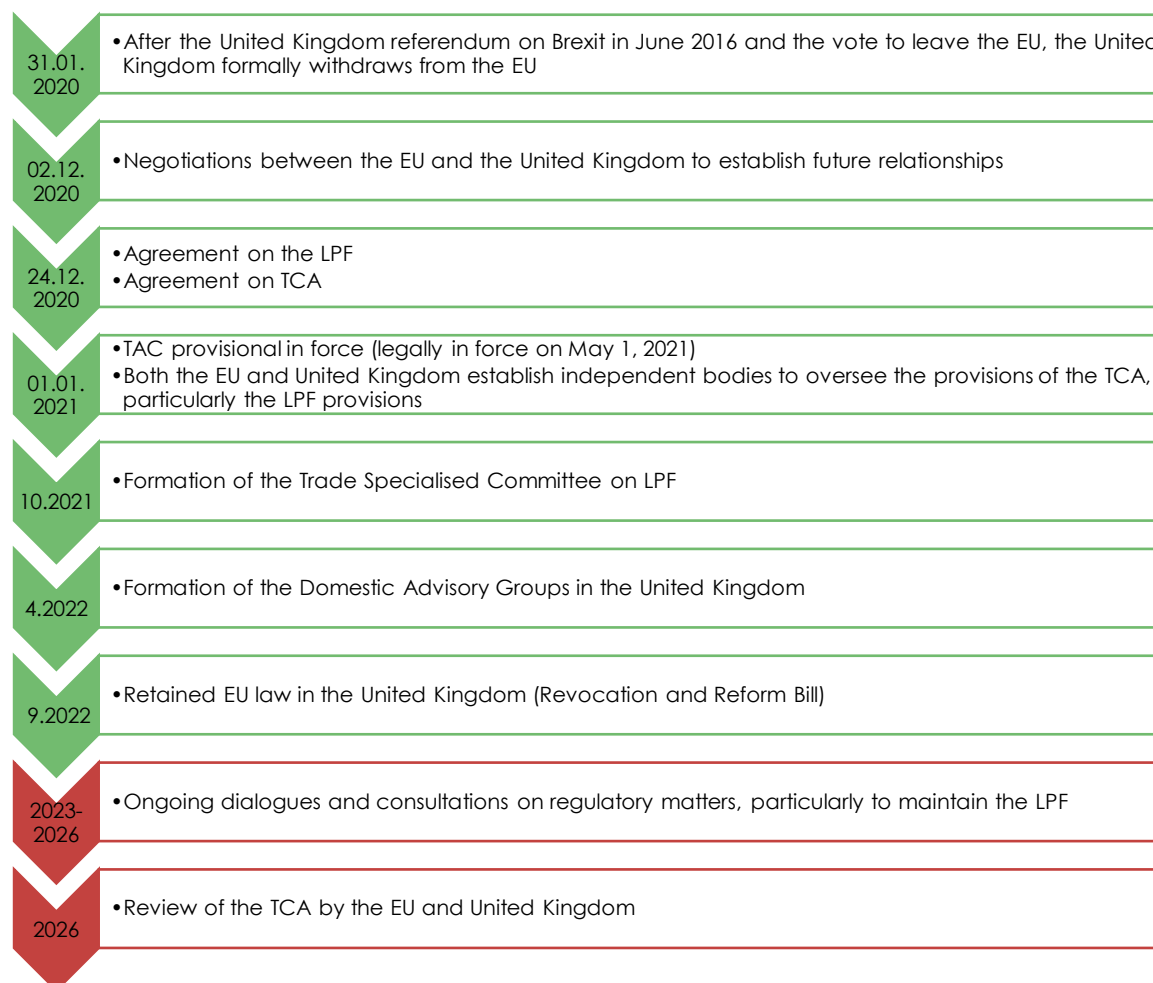 31.01.
2020
•After the United Kingdom referendum on Brexit in June 2016 and the vote to leave the EU, the United
Kingdom formally withdraws from the EU
02.12.
2020
•Negotiations between the EU and the United Kingdom to establish future relationships
24.12.
2020
•Agreement on the LPF
•Agreement on TCA
01.01.
2021
•TAC provisional in force (legally in force on May 1, 2021)
•Both the EU and United Kingdom establish independent bodies to oversee the provisions of the TCA,
particularly the LPF provisions
10.2021
•Formation of the Trade Specialised Committee on LPF
4.2022
•Formation of the Domestic Advisory Groups in the United Kingdom
9.2022
•Retained EU law in the United Kingdom (Revocation and Reform Bill)
2023-
2026
•Ongoing dialogues and consultations on regulatory matters, particularly to maintain the LPF
2026
•Review of the TCA by the EU and United Kingdom